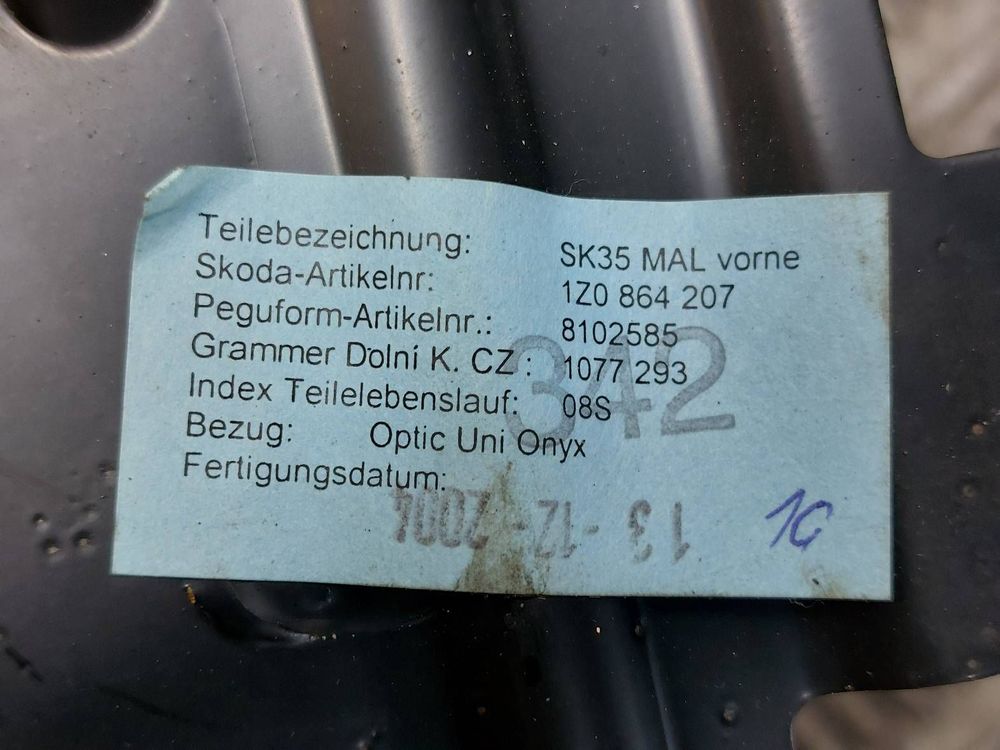 Teilebezeichnung: SK35 MAL vorne
Skoda-Artikelnr: 1Z0 864 207
Peguform-Artikelnr.: 8102585
Grammer Dolní K. CZ : 1077 293
Index Teilelebenslauf: 08S
342
Bezug: Optic Uni Onyx
Fertigungsdatum:
13 -12- 2004